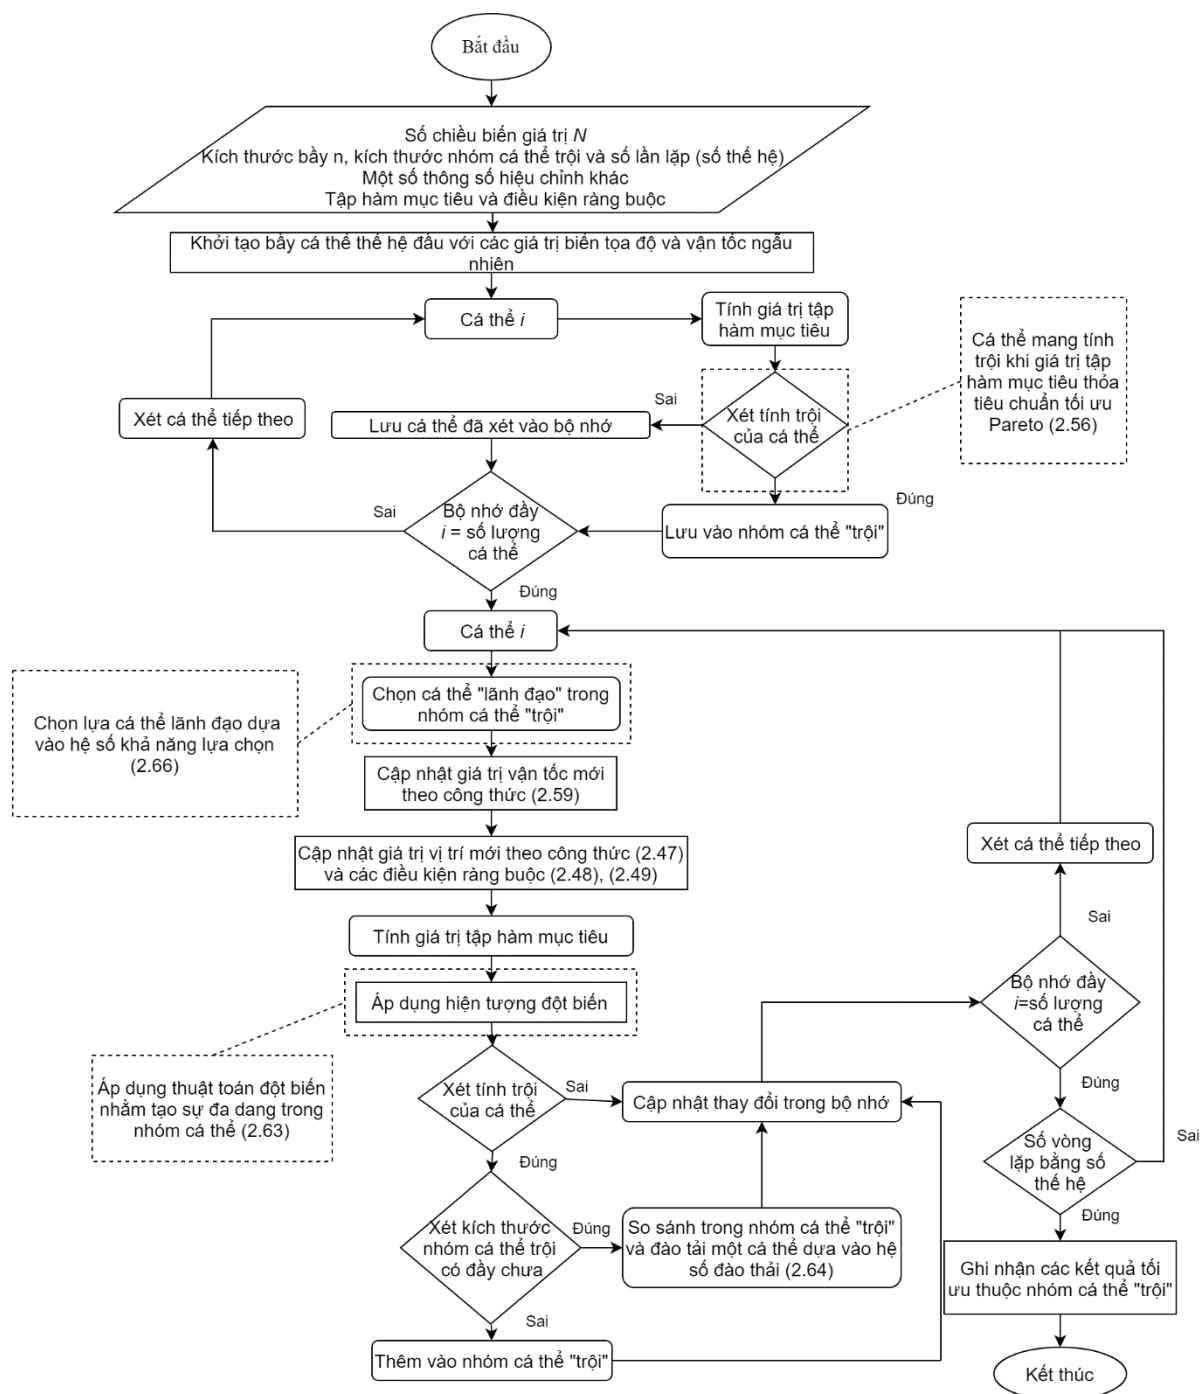 Bắt đầu
Số chiều biến giá trị N
Kích thước bầy n, kích thước nhóm cá thể trội và số lần lặp (số thế hệ)
Một số thông số hiệu chỉnh khác
Tập hàm mục tiêu và điều kiện ràng buộc
Khởi tạo bầy cá thể thế hệ đầu với các giá trị biến tọa độ và vận tốc ngẫu
nhiên
Cá thể i
Tính giá trị tập
hàm mục tiêu
Cá thể mang tính
trội khi giá trị tập
hàm mục tiêu thỏa
tiêu chuẩn tối ưu
Pareto (2.56)
Xét cá thể tiếp theo
Lưu cá thể đã xét vào bộ nhớ
Sai
Xét tính trội
của cá thể
Đúng
Sai
Bộ nhớ đầy
i = số lượng
cá thể
Lưu vào nhóm cá thể "trội"
Đúng
Cá thể i
Chọn cá thể "lãnh đạo" trong
nhóm cá thể "trội"
Chọn lựa cá thể lãnh đạo dựa
vào hệ số khả năng lựa chọn
(2.66)
Cập nhật giá trị vận tốc mới
theo công thức (2.59)
Cập nhật giá trị vị trí mới theo công thức (2.47)
và các điều kiện ràng buộc (2.48), (2.49)
Xét cá thể tiếp theo
Tính giá trị tập hàm mục tiêu
Sai
Áp dụng hiện tượng đột biến
Bộ nhớ đầy
i=số lượng
cá thể
Áp dụng thuật toán đột biến
nhằm tạo sự đa dang trong
nhóm cá thể (2.63)
Xét tính trội
của cá thể
Sai
Cập nhật thay đổi trong bộ nhớ
Đúng
Số vòng
lặp bằng số
thế hệ
Sai
Đúng
Đúng
Xét kích thước
nhóm cá thể trội
có đầy chưa
Đúng
So sánh trong nhóm cá thể "trội"
và đào tải một cá thể dựa vào hệ
số đào thải (2.64)
Ghi nhận các kết quả tối
ưu thuộc nhóm cá thể "trội"
Sai
Thêm vào nhóm cá thể "trội"
Kết thúc